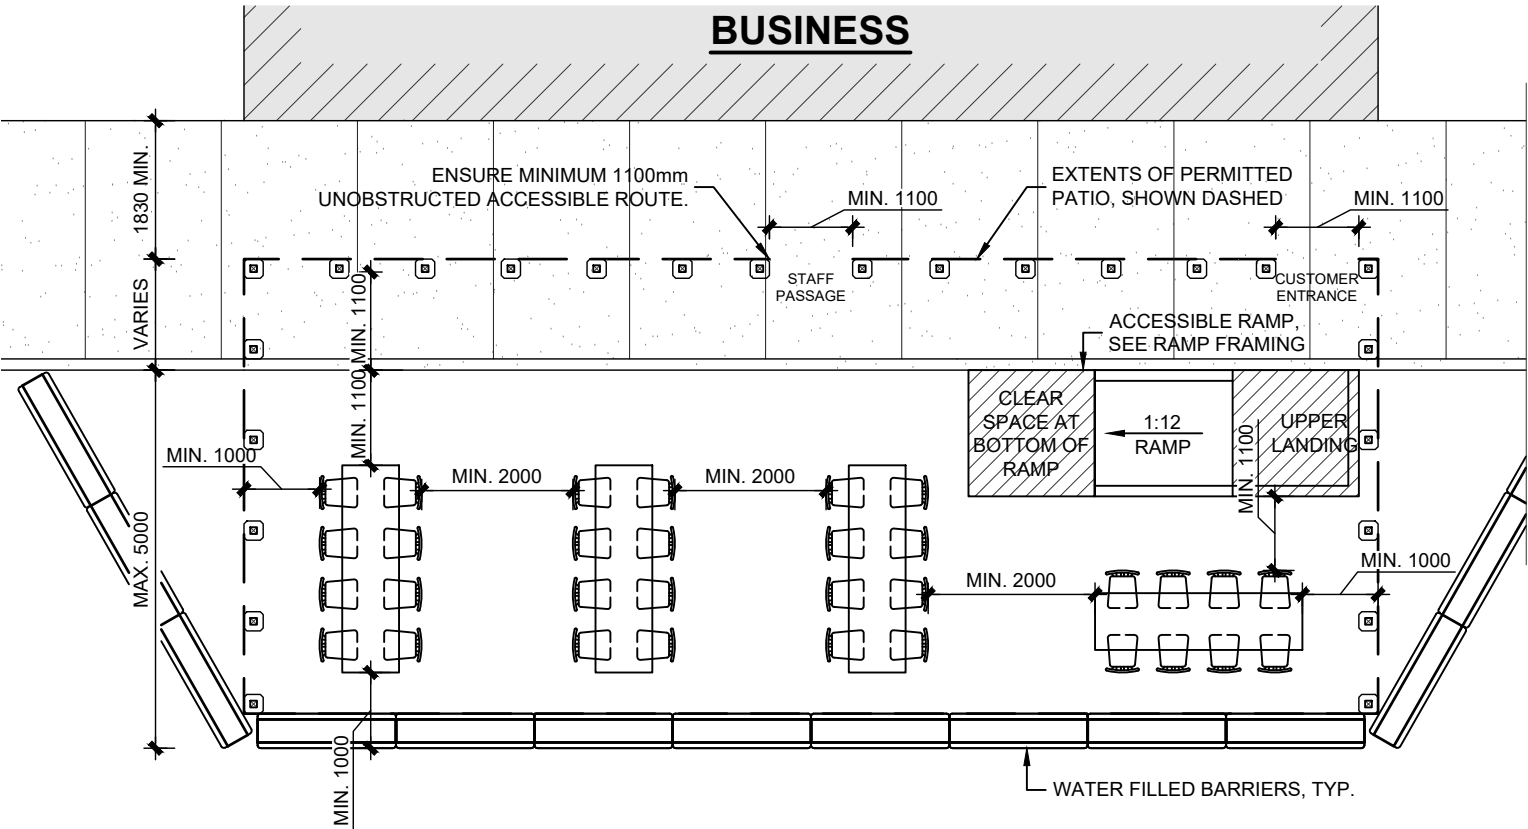 BUSINESS
1830 MIN.
ENSURE MINIMUM 1100mm
UNOBSTRUCTED ACCESSIBLE ROUTE.
MIN. 1100
EXTENTS OF PERMITTED
PATIO, SHOWN DASHED
MIN. 1100
VARIES
MIN. 1100
STAFF
PASSAGE
CUSTOMER
ENTRANCE
ACCESSIBLE RAMP,
SEE RAMP FRAMING
MIN. 1100
CLEAR
SPACE AT
BOTTOM OF
RAMP
1:12
RAMP
UPPER
LANDING
MIN. 1100
MIN. 1000
MIN. 2000
MIN. 2000
MAX. 5000
MIN. 2000
MIN. 1000
MIN. 1000
WATER FILLED BARRIERS, TYP.